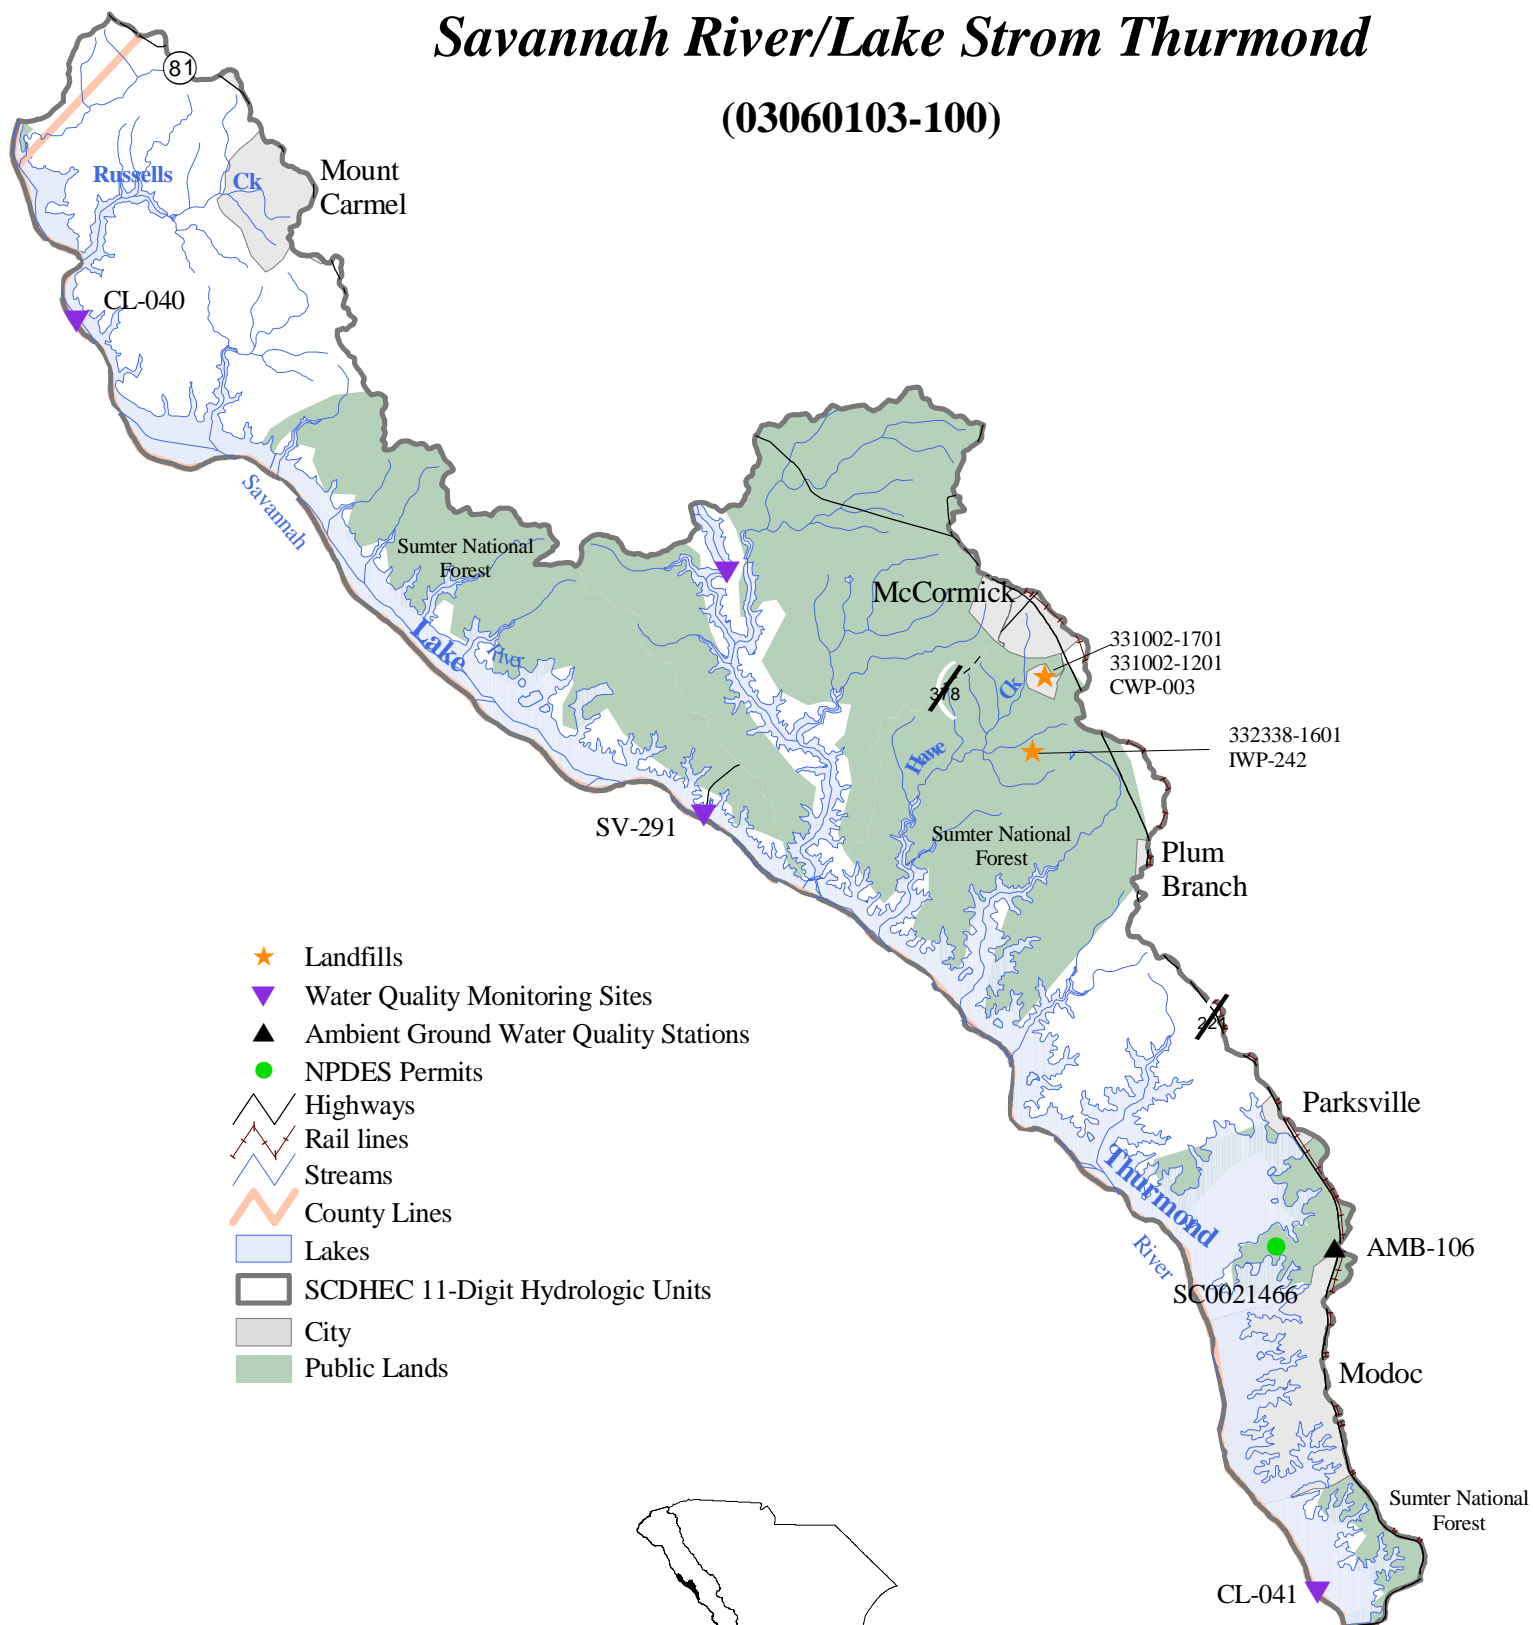 Savannah River/Lake Strom Thurmond
(03060103-100)
81
Russells
Ck
Mount
Carmel
CL-040
Savannah
Sumter National
Forest
Lake
River
McCormick
331002-1701
331002-1201
CWP-003
378
Ck
Hawe
332338-1601
IWP-242
SV-291
Sumter National
Forest
Plum
Branch
221
Parksville
Thurmond
River
AMB-106
SC0021466
Modoc
Sumter National
Forest
CL-041
Landfills
Water Quality Monitoring Sites
Ambient Ground Water Quality Stations
NPDES Permits
Highways
Rail lines
Streams
County Lines
Lakes
SCDHEC 11-Digit Hydrologic Units
City
Public Lands